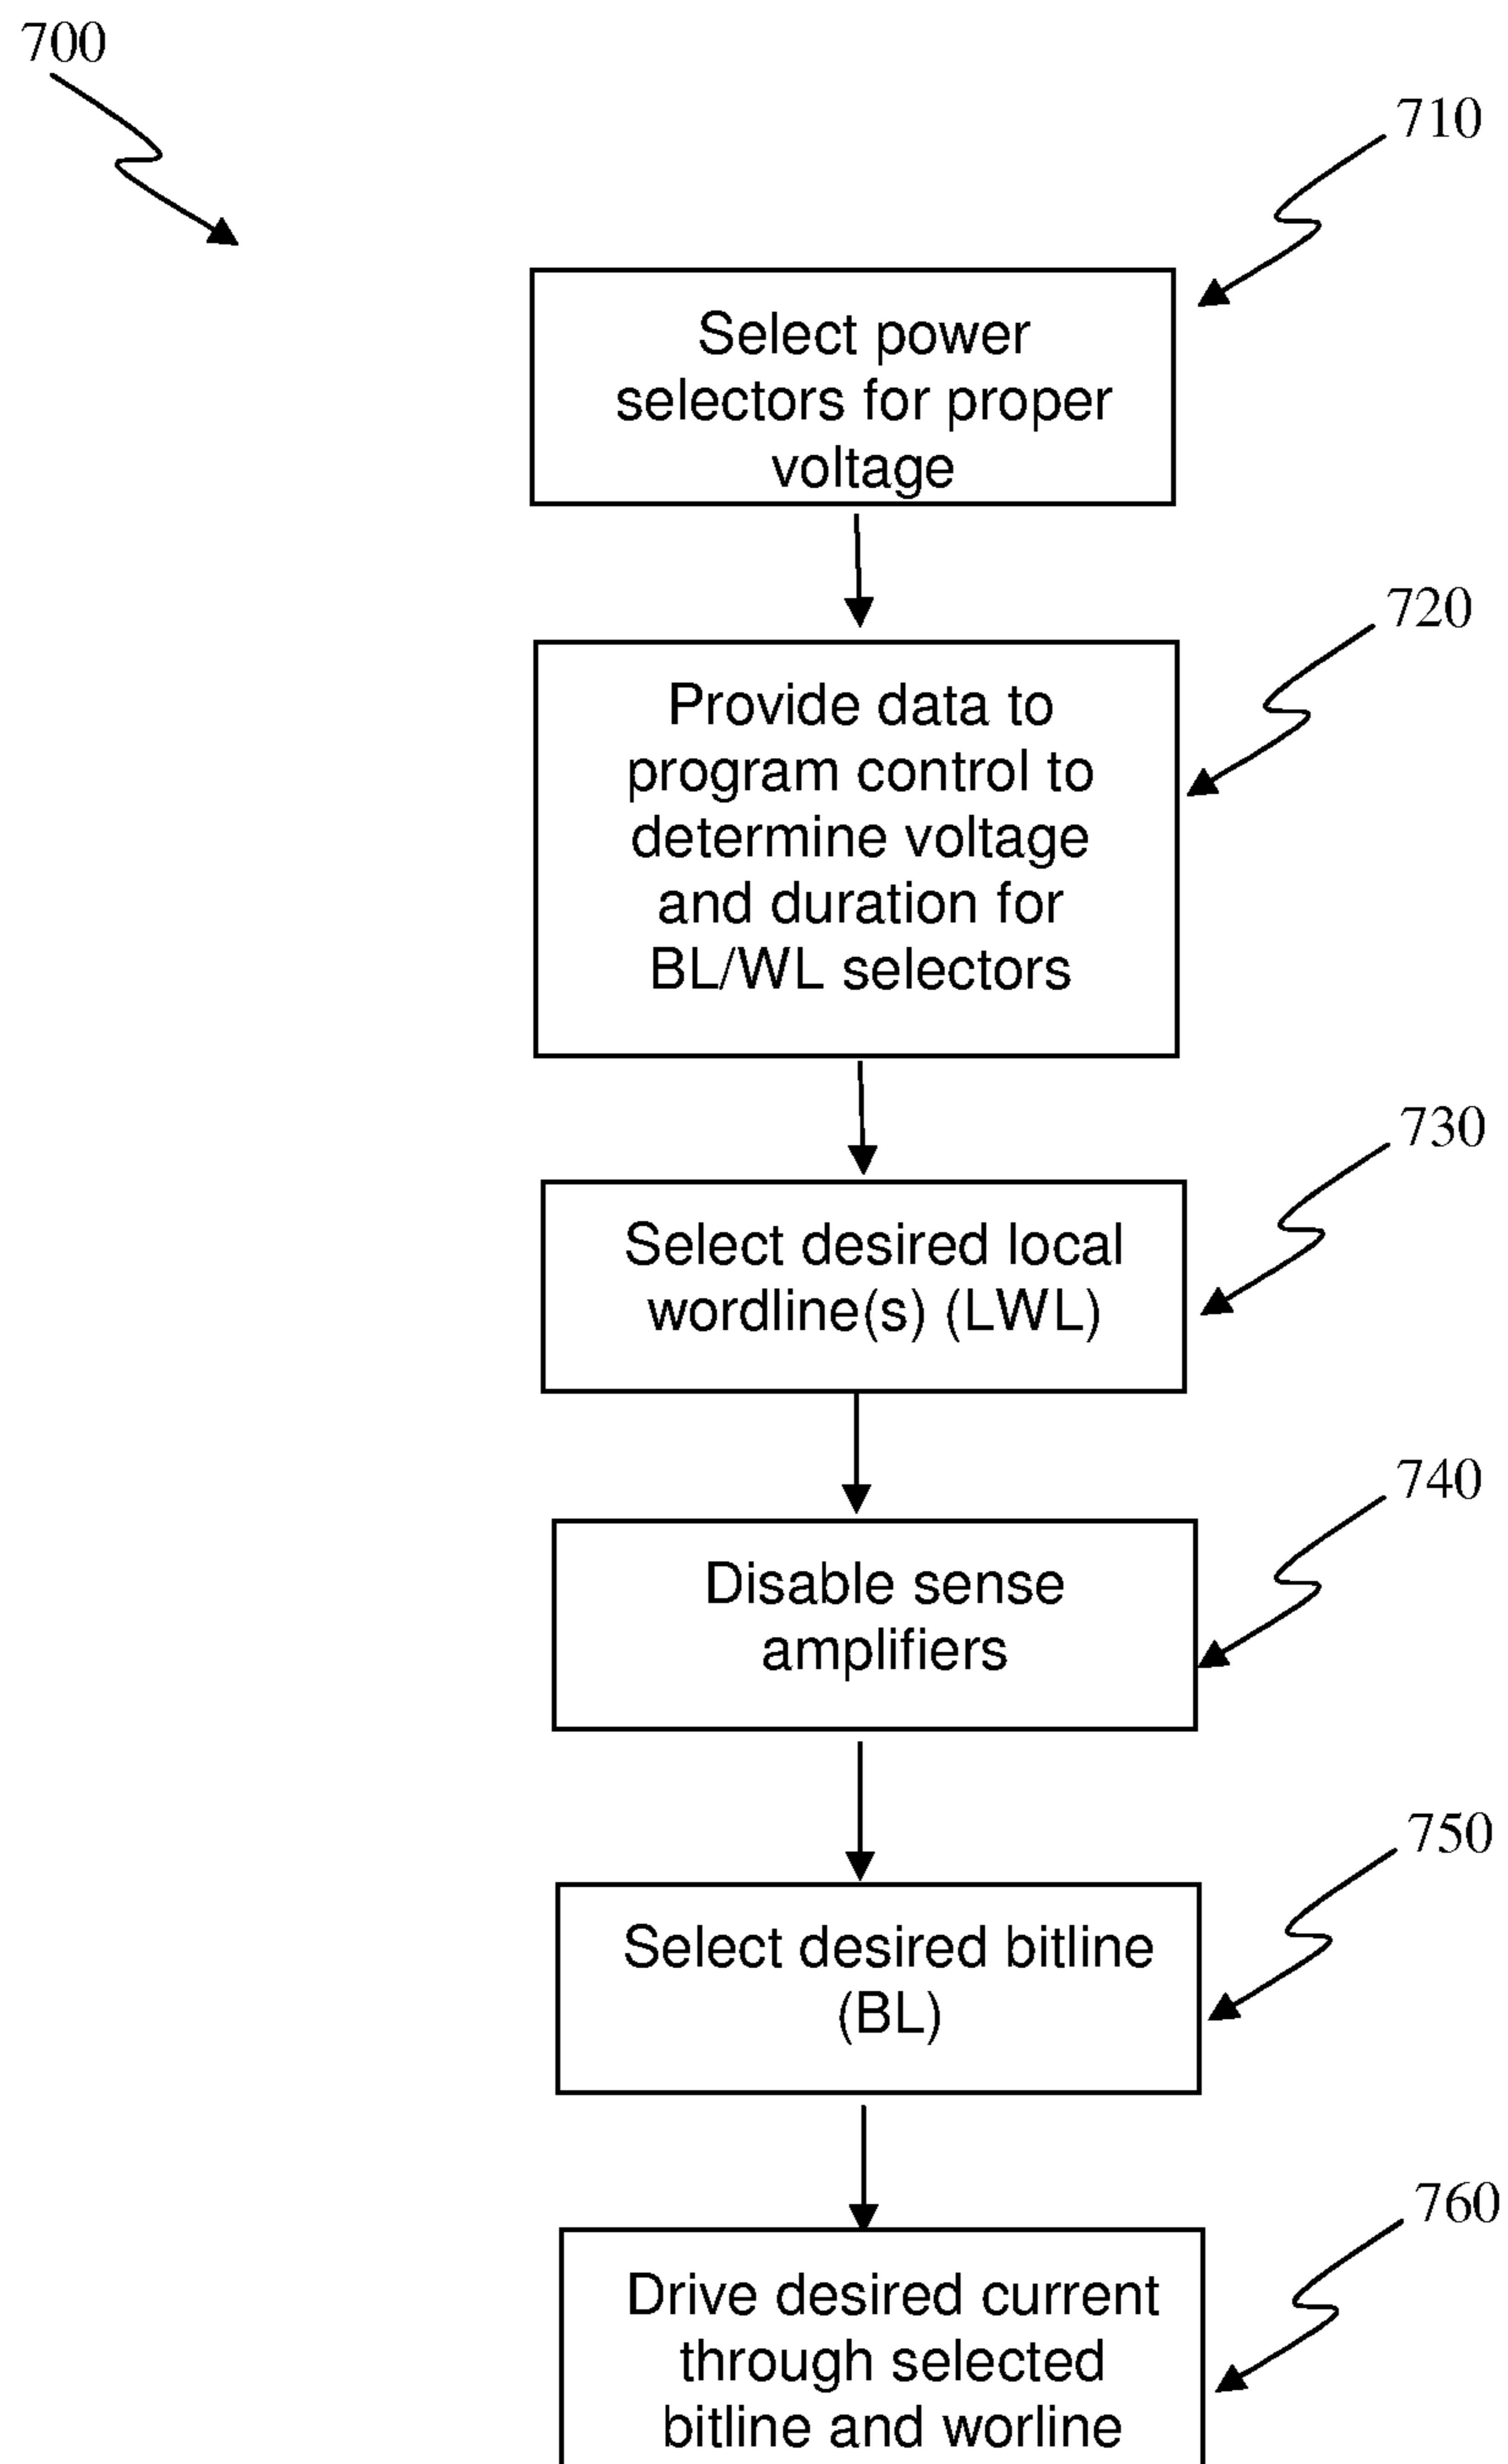 700
710
Select power
selectors for proper
voltage
720
Provide data to
program control to
determine voltage
and duration for
BL/WL selectors
730
Select desired local
wordline(s) (LWL)
740
Disable sense
amplifiers
750
Select desired bitline
(BL)
760
Drive desired current
through selected
bitline and worline